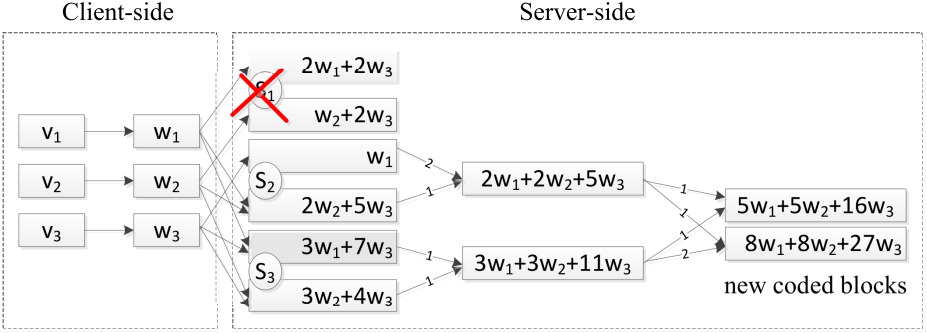 Client-side
Server-side
v₁
w₁
v₂
w₂
v₃
w₃
S₁
2w₁+2w₃
w₂+2w₃
S₂
w₁
2w₂+5w₃
S₃
3w₁+7w₃
3w₂+4w₃
2
1
1
1
2w₁+2w₂+5w₃
3w₁+3w₂+11w₃
1
1
1
2
5w₁+5w₂+16w₃
8w₁+8w₂+27w₃
new coded blocks